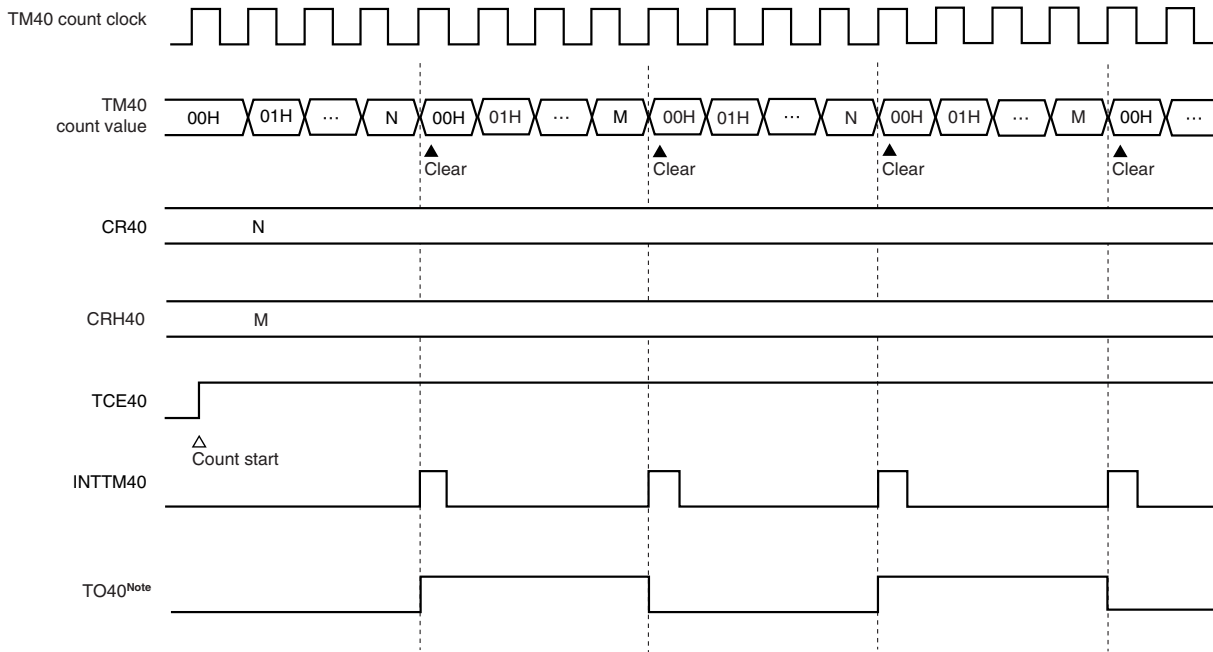 TM40 count clock
TM40
count value
00H 01H ... N 00H 01H ... M 00H 01H ... N 00H 01H ... M 00H ...
Clear Clear Clear Clear
CR40 N
CRH40 M
TCE40
Count start
INTTM40
TO40Note